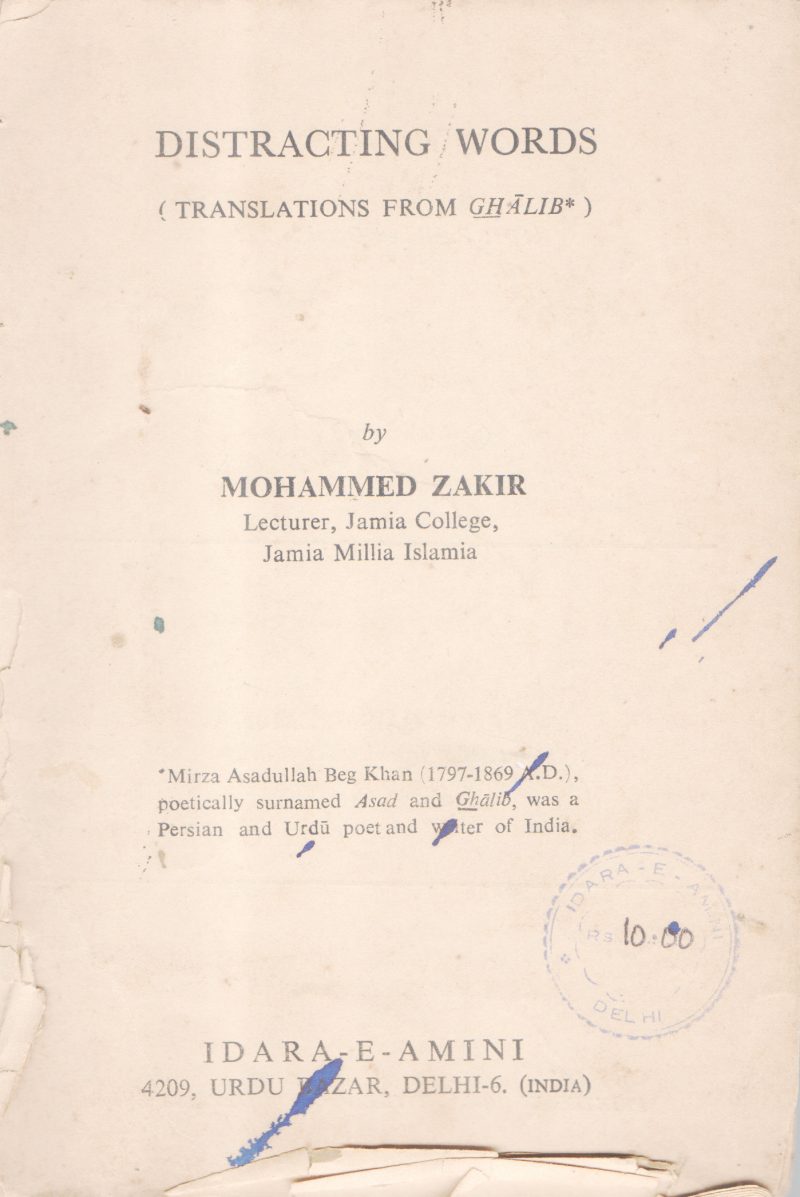 DISTRACTING WORDS
( TRANSLATIONS FROM GHĀLIB* )
by
MOHAMMED ZAKIR
Lecturer, Jamia College,
Jamia Millia Islamia
*Mirza Asadullah Beg Khan (1797-1869 A.D.),
poetically surnamed Asad and Ghālib, was a
Persian and Urdū poet and writer of India.
IDARA-E-AMINI
Rs. 10.00
DELHI
IDARA-E-AMINI
4209, URDU BAZAR, DELHI-6. (INDIA)